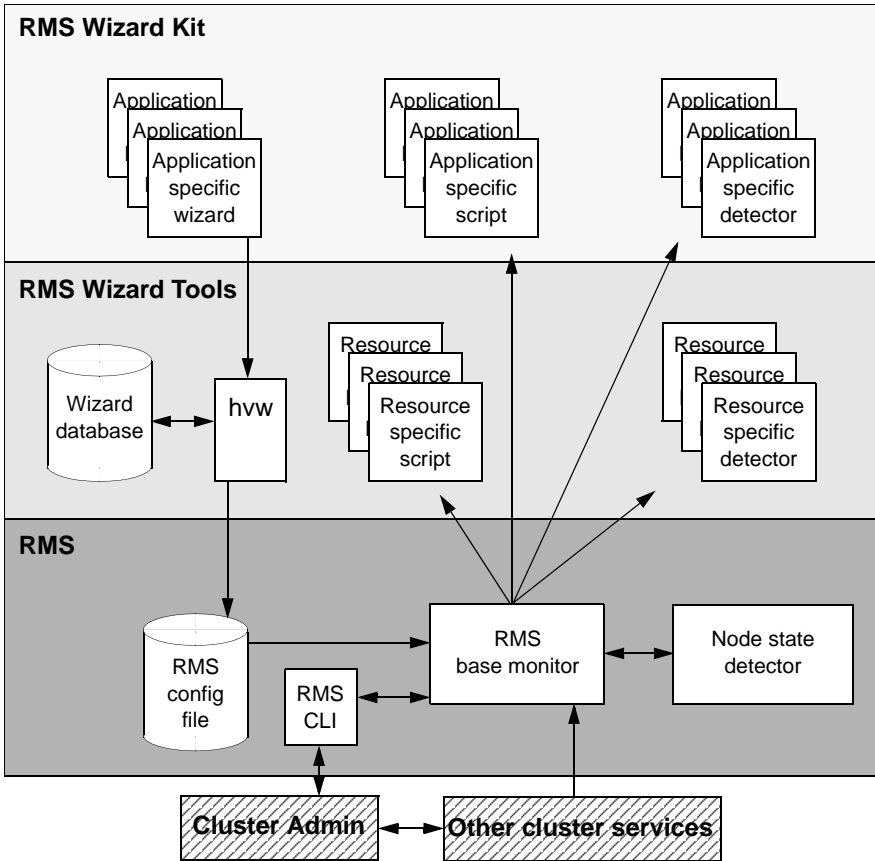 RMS Wizard Kit
Application
Application
Application
specific
wizard
Application
Application
Application
specific
script
Application
Application
Application
specific
detector
RMS Wizard Tools
Wizard
database
hvw
Resource
Resource
Resource
specific
script
Resource
Resource
Resource
specific
detector
RMS
RMS
config
file
RMS
CLI
RMS
base monitor
Node state
detector
Cluster Admin
Other cluster services